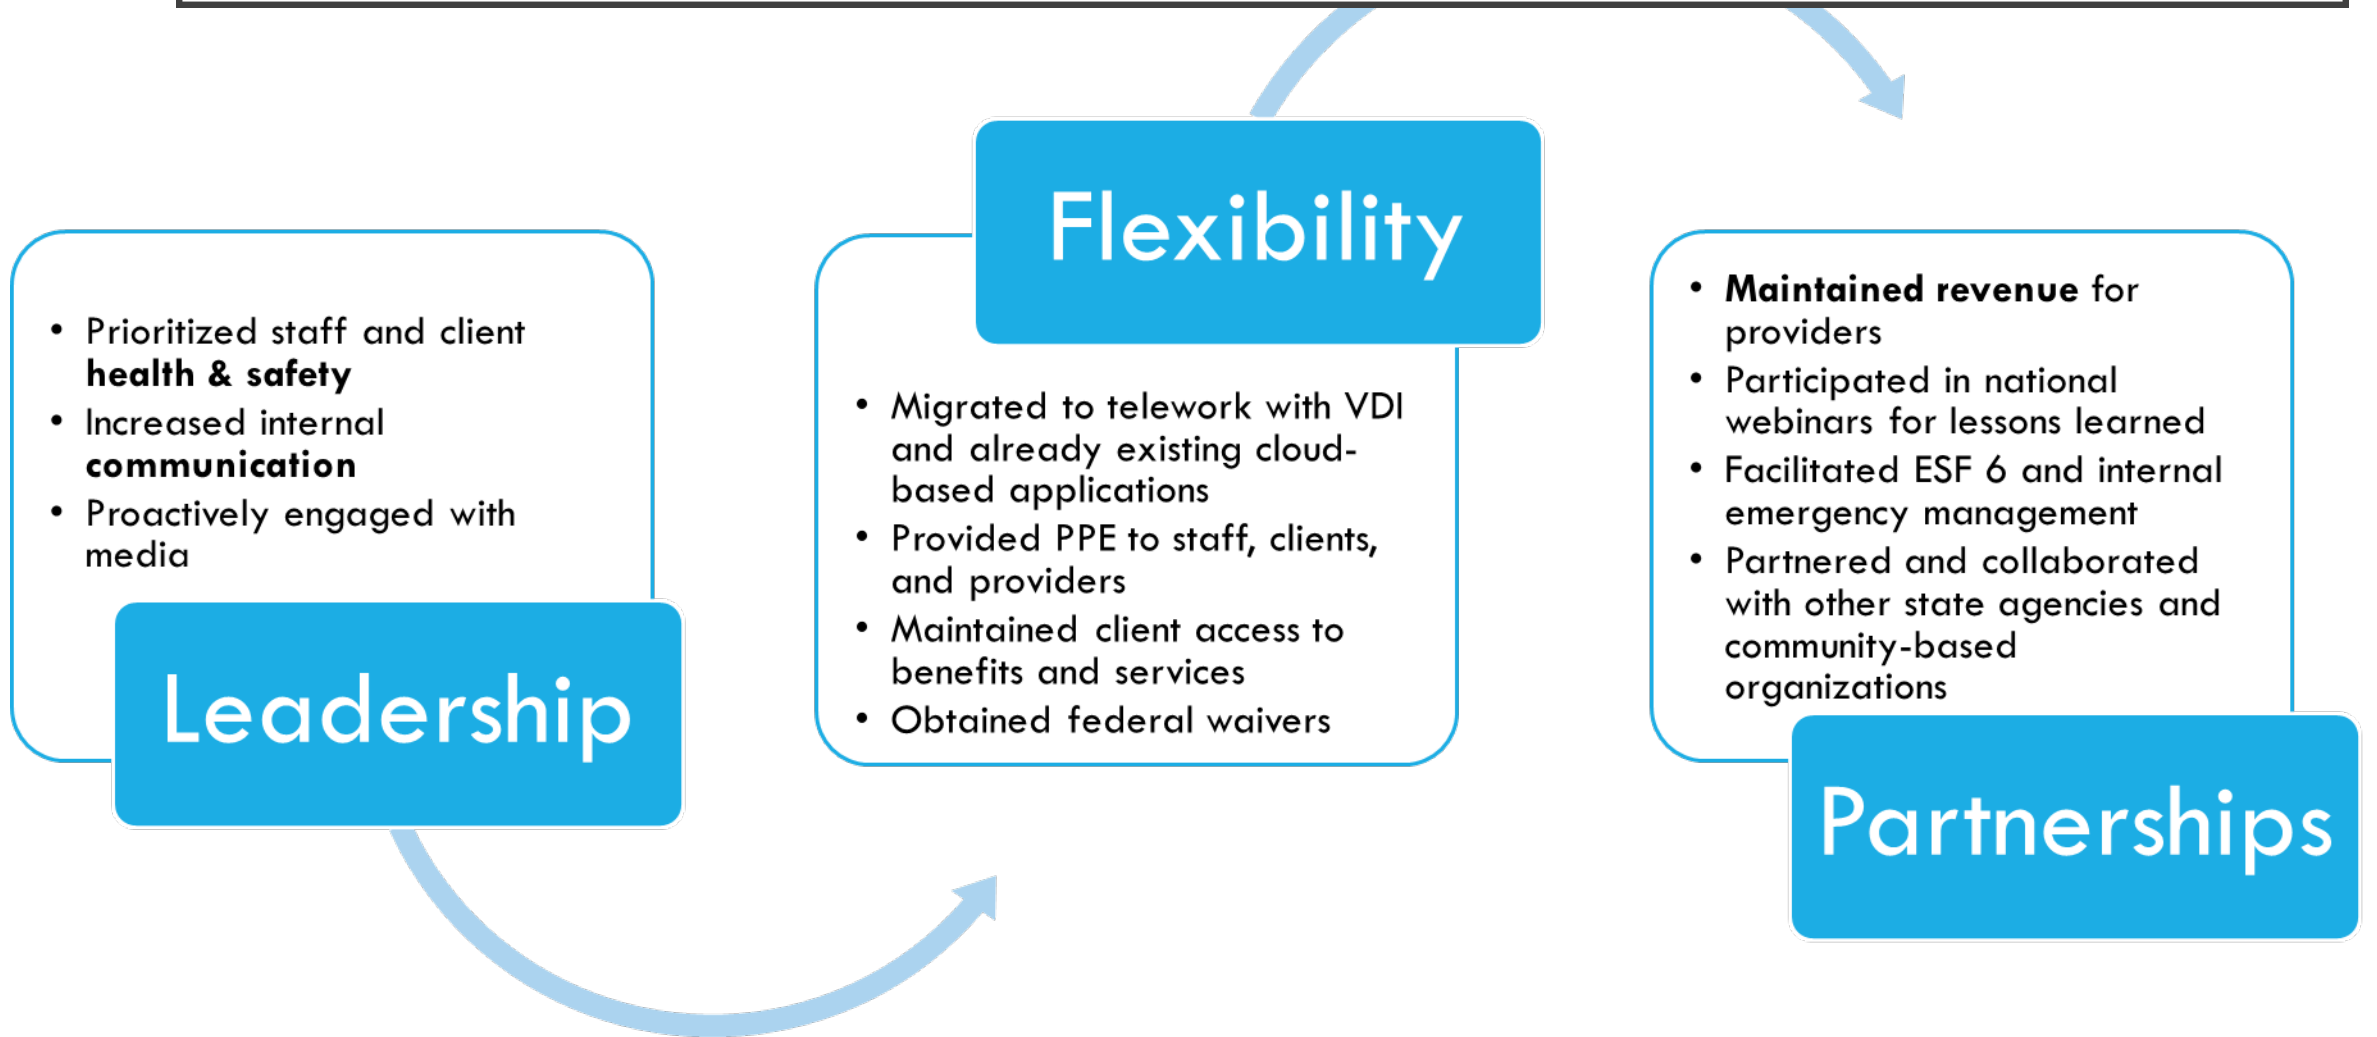 • Prioritized staff and client
health & safety
• Increased internal
communication
• Proactively engaged with
media
Leadership
Flexibility
• Migrated to telework with VDI
and already existing cloud-
based applications
• Provided PPE to staff, clients,
and providers
• Maintained client access to
benefits and services
• Obtained federal waivers
• Maintained revenue for
providers
• Participated in national
webinars for lessons learned
• Facilitated ESF 6 and internal
emergency management
• Partnered and collaborated
with other state agencies and
community-based
organizations
Partnerships